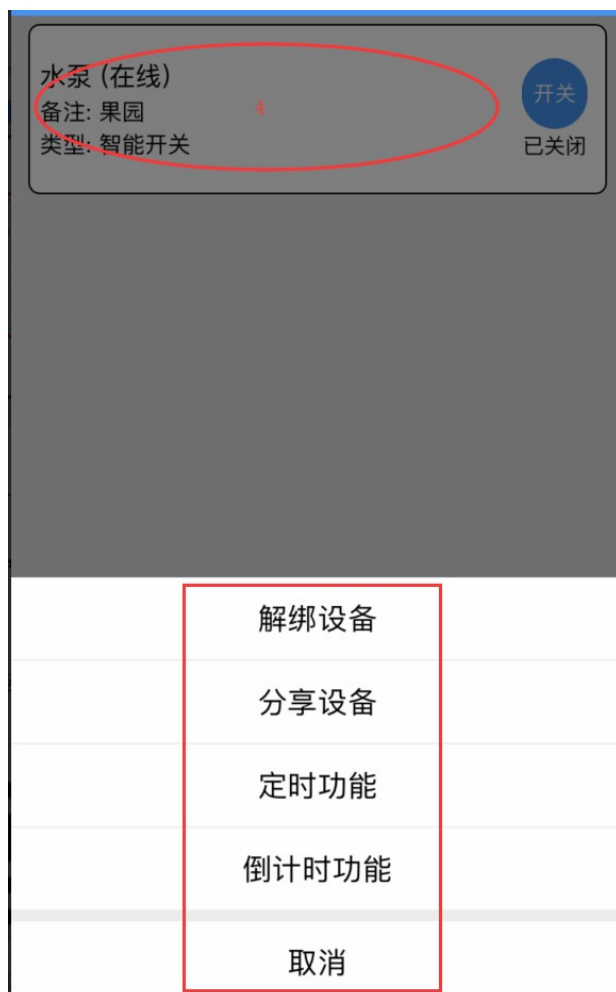 水泵 (在线)
备注: 果园
4
类型: 智能开关
开关
已关闭
解绑设备
分享设备
定时功能
倒计时功能
取消